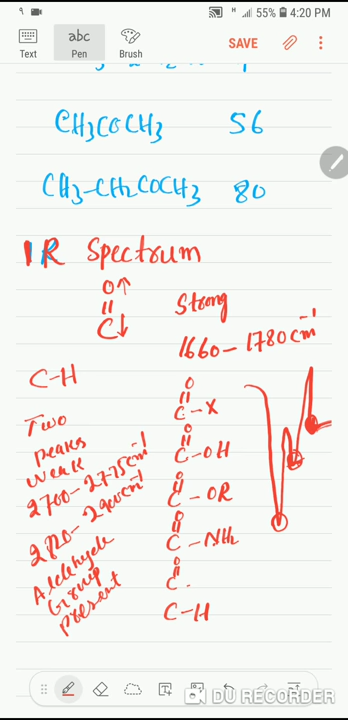 55% 4:20 PM
abc
Text Pen Brush SAVE
CH3COCH3 56
CH3-CH2COCH3 80
IR Spectrum
O↑
||
C↓
Strong
1660-1780cm⁻¹
C-H
Two
peaks
weak
2700-2775cm⁻¹
2820-2900cm⁻¹
Aldehyde
Group
present
O
||
C-X
O
||
C-OH
O
||
C-OR
O
||
C-NH2
O
||
C.
C-H
DU RECORDER